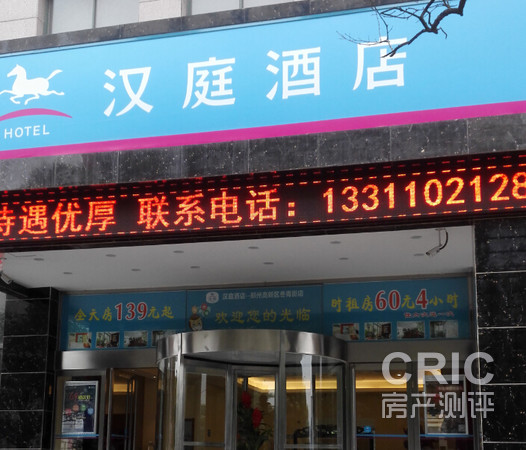 汉庭酒店
HOTEL
待遇优厚 联系电话：1331102128
全天房139元起
欢迎您的光临
时租房60元4小时
CRIC
房产测评